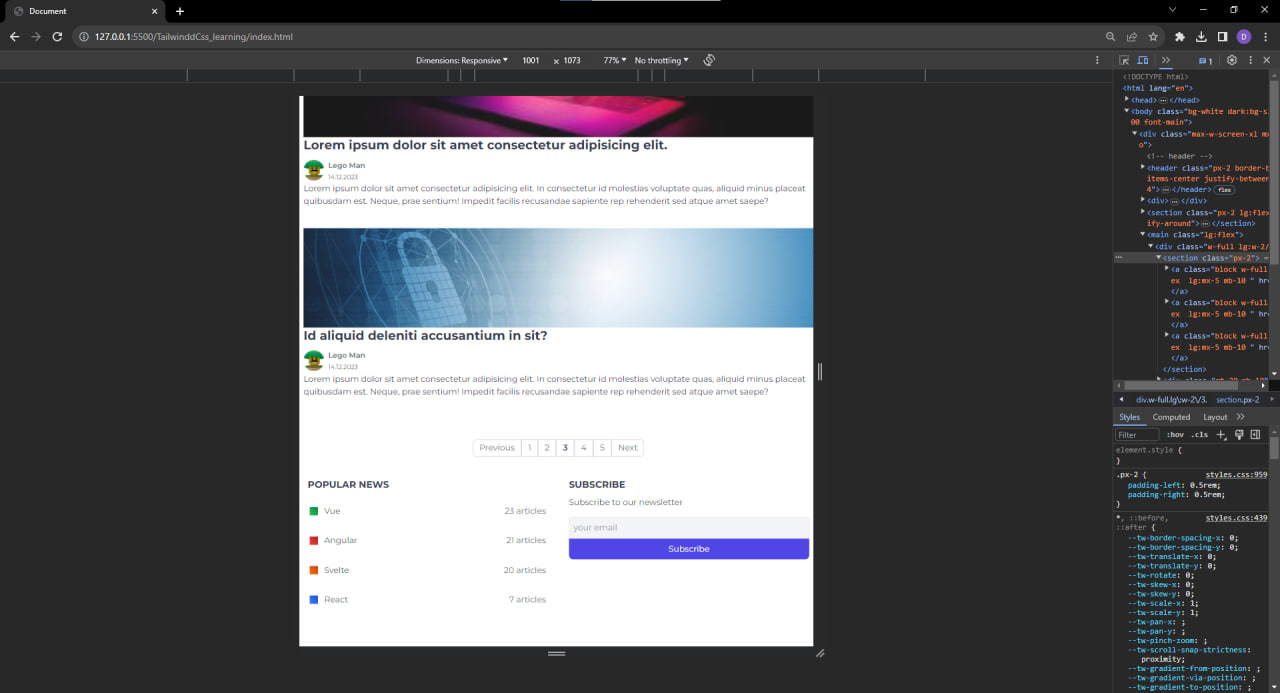 Document
127.0.0.1:5500/TailwinddCss_learning/index.html
D
Dimensions: Responsive 1001 × 1073 77% No throttling
1
Lorem ipsum dolor sit amet consectetur adipisicing elit.
Lego Man
14.12.2023
Lorem ipsum dolor sit amet consectetur adipisicing elit. In consectetur id molestias voluptate quas, aliquid minus placeat
quibusdam est. Neque, prae sentium! Impedit facilis recusandae sapiente rep rehenderit sed atque amet saepe?
Id aliquid deleniti accusantium in sit?
Lego Man
14.12.2023
Lorem ipsum dolor sit amet consectetur adipisicing elit. In consectetur id molestias voluptate quas, aliquid minus placeat
quibusdam est. Neque, prae sentium! Impedit facilis recusandae sapiente rep rehenderit sed atque amet saepe?
Previous 1 2 3 4 5 Next
POPULAR NEWS
Vue 23 articles
Angular 21 articles
Svelte 20 articles
React 7 articles
SUBSCRIBE
Subscribe to our newsletter
your email
Subscribe
<!DOCTYPE html>
<html lang="en">
<head> </head>
<body class="bg-white dark:bg-s
00 font-main">
<div class="max-w-screen-xl m
o">
<!-- header -->
<header class="px-2 border-b
items-center justify-between
4"> </header> flex
<div> </div>
<section class="px-2 lg:flex
ify-around"> </section>
<main class="lg:flex">
<div class="w-full lg:w-2/
<section class="px-2"> =
<a class="block w-full
ex lg:mx-5 mb-10 " hr
</a>
<a class="block w-full
ex lg:mx-5 mb-10 " hr
</a>
<a class="block w-full
ex lg:mx-5 mb-10 " hr
</a>
</section>
div.w-full.lg\:w-2\/3. section.px-2
Styles Computed Layout
Filter :hov .cls
element.style {
}
.px-2 { styles.css:959
padding-left: 0.5rem;
padding-right: 0.5rem;
}
*, ::before, styles.css:439
::after {
--tw-border-spacing-x: 0;
--tw-border-spacing-y: 0;
--tw-translate-x: 0;
--tw-translate-y: 0;
--tw-rotate: 0;
--tw-skew-x: 0;
--tw-skew-y: 0;
--tw-scale-x: 1;
--tw-scale-y: 1;
--tw-pan-x: ;
--tw-pan-y: ;
--tw-pinch-zoom: ;
--tw-scroll-snap-strictness:
proximity;
--tw-gradient-from-position: ;
--tw-gradient-via-position: ;
--tw-gradient-to-position: ;